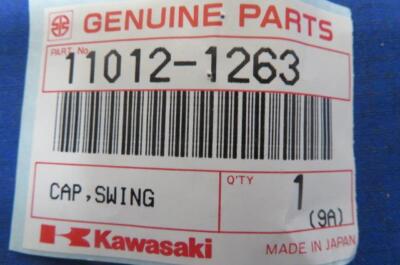 GENUINE PARTS
PART No.
11012-1263
CAP,SWING
Q'TY
1
(9A)
Kawasaki
MADE IN JAPAN